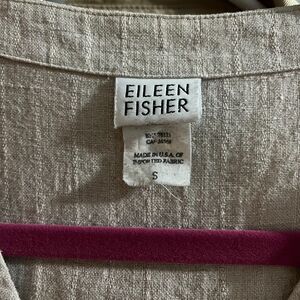 EILEEN
FISHER
MADE IN U.S.A. OF
IMPORTED FABRIC
S